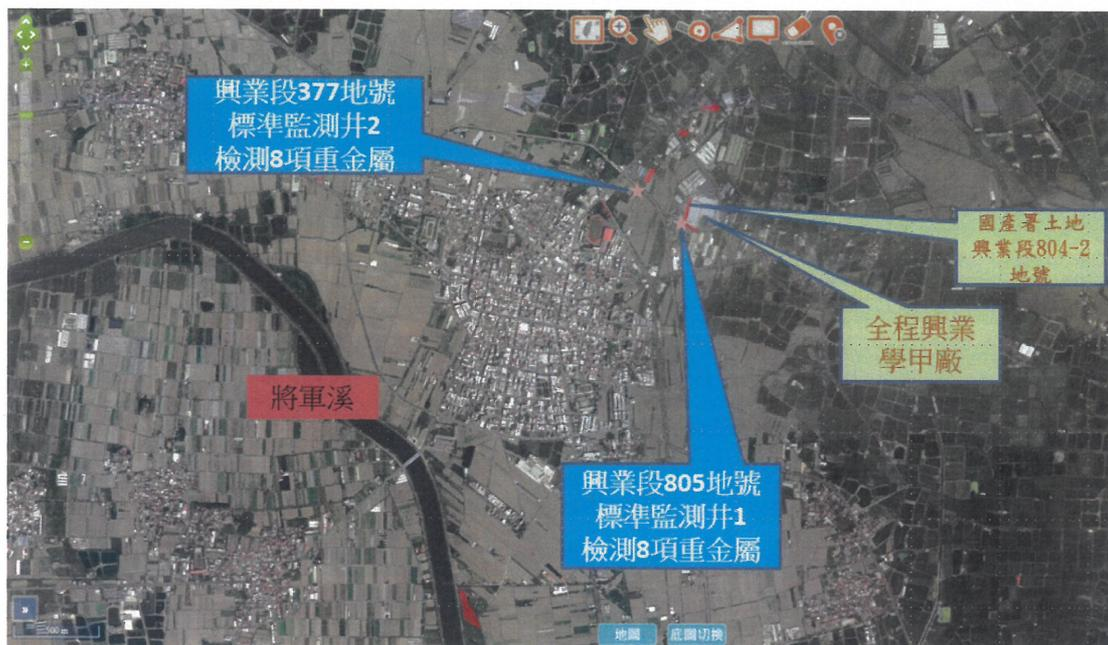 興業段377地號
標準監測井2
檢測8項重金屬
國產署土地
興業段804-2
地號
全程興業
學甲廠
將軍溪
興業段805地號
標準監測井1
檢測8項重金屬
500 m
地圖
底圖切換